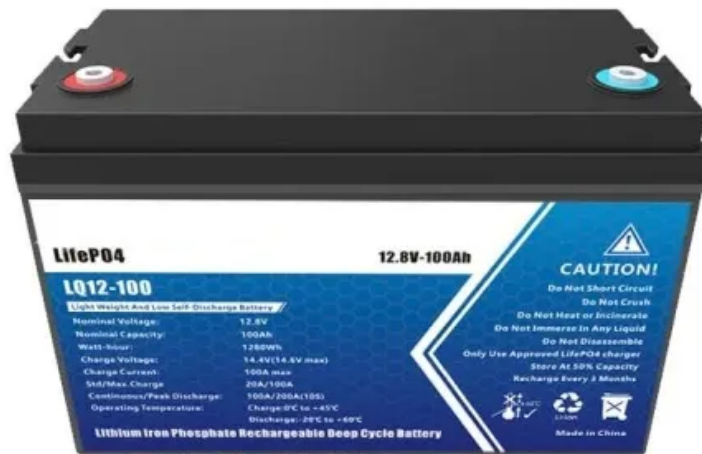 LifePO4
12.8V-100Ah
LQ12-100
Light Weight And Low Self-Discharge Battery
Nominal Voltage: 12.8V
Nominal Capacity: 100Ah
Watt-hour: 1280Wh
Charge Voltage: 14.4V(14.6V max)
Charge Current: 100A max
Std/Max.Charge 20A/100A
Continuous/Peak Discharge: 100A/200A(10S)
Operating Temperature: Charge:0℃ to +45℃
Discharge:-20℃ to +60℃
Lithium Iron Phosphate Rechargeable Deep Cycle Battery
CAUTION!
Do Not Short Circuit
Do Not Crush
Do Not Heat or Incinerate
Do Not Immerse In Any Liquid
Do Not Disassemble
Only Use Approved LifePO4 charger
Store At 50% Capacity
Recharge Every 3 Months
Made in China